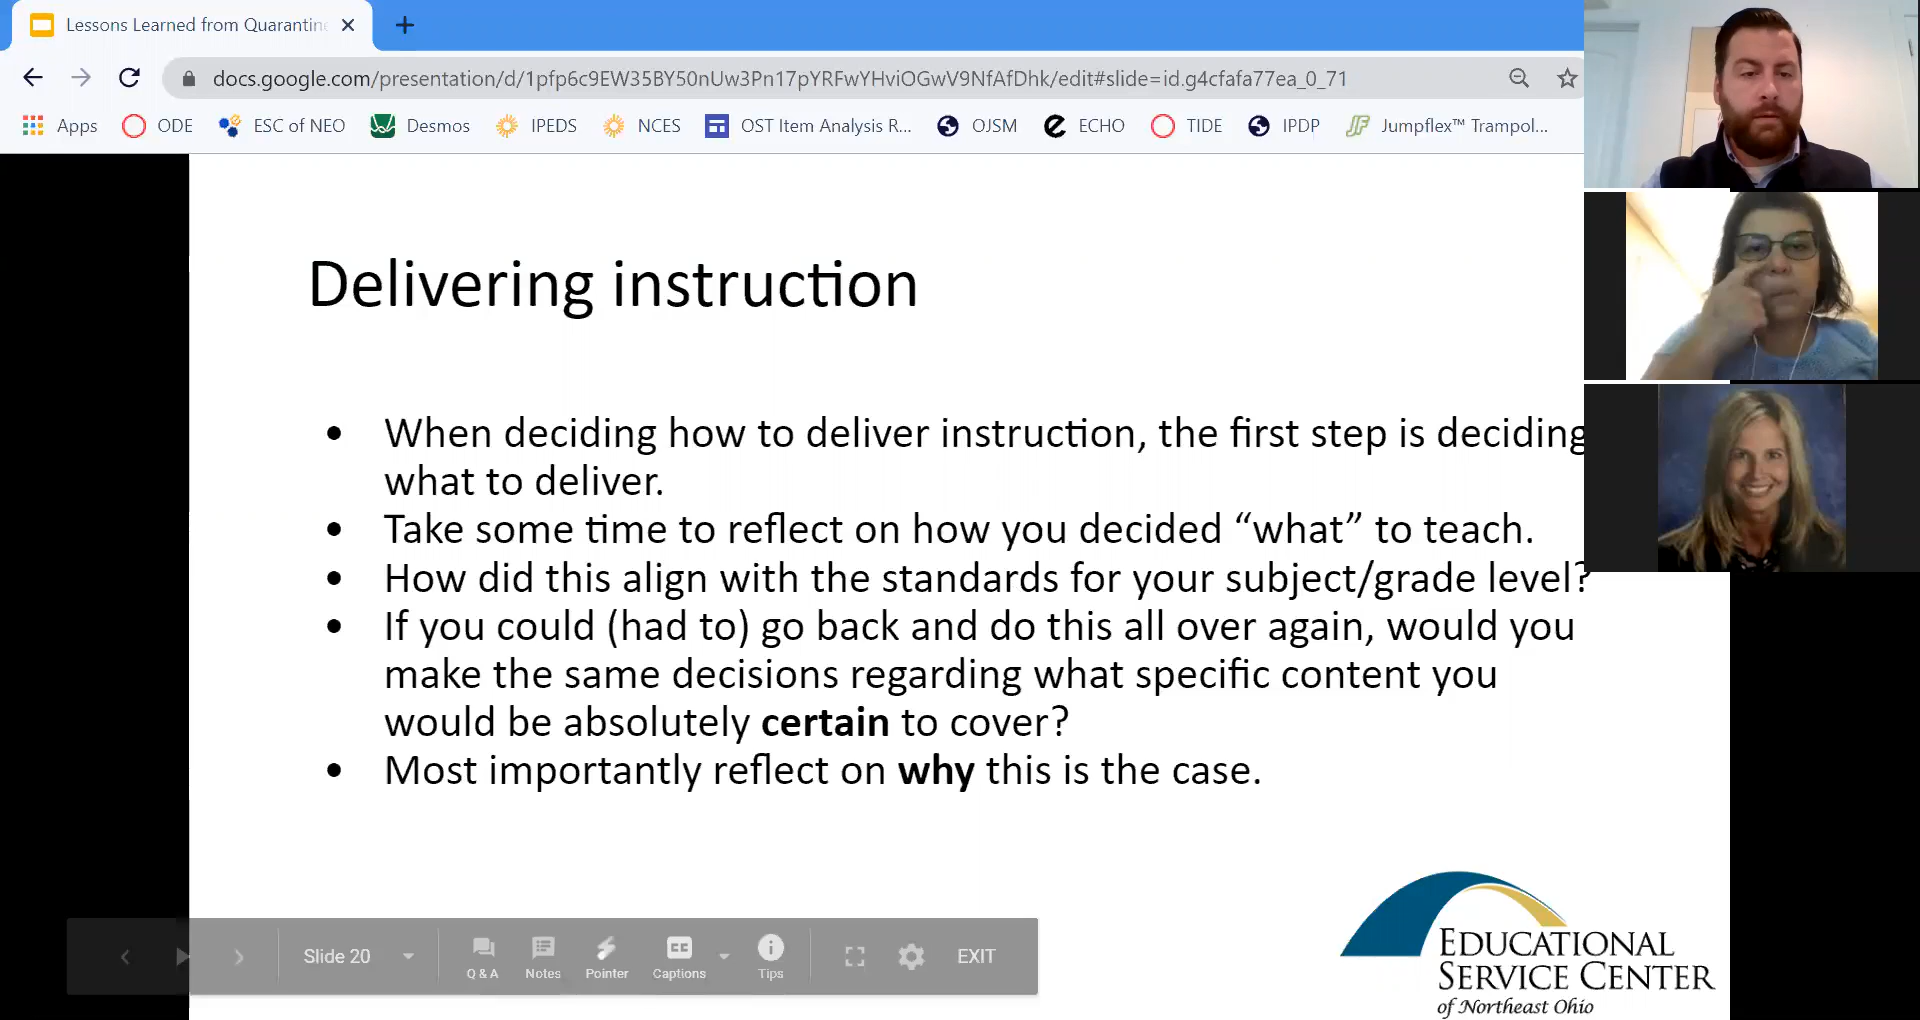 Lessons Learned from Quarantine
docs.google.com/presentation/d/1pfp6c9EW35BY50nUw3Pn17pYRFwYHviOGwV9NfAfDhk/edit#slide=id.g4cfafa77ea_0_71
Apps ODE ESC of NEO Desmos IPEDS NCES OST Item Analysis R... OJSM ECHO TIDE IPDP Jumpflex™ Trampol...
Delivering instruction
• When deciding how to deliver instruction, the first step is deciding
what to deliver.
• Take some time to reflect on how you decided “what” to teach.
• How did this align with the standards for your subject/grade level?
• If you could (had to) go back and do this all over again, would you
make the same decisions regarding what specific content you
would be absolutely certain to cover?
• Most importantly reflect on why this is the case.
Slide 20
Q & A Notes Pointer Captions Tips
EXIT
EDUCATIONAL
SERVICE CENTER
of Northeast Ohio